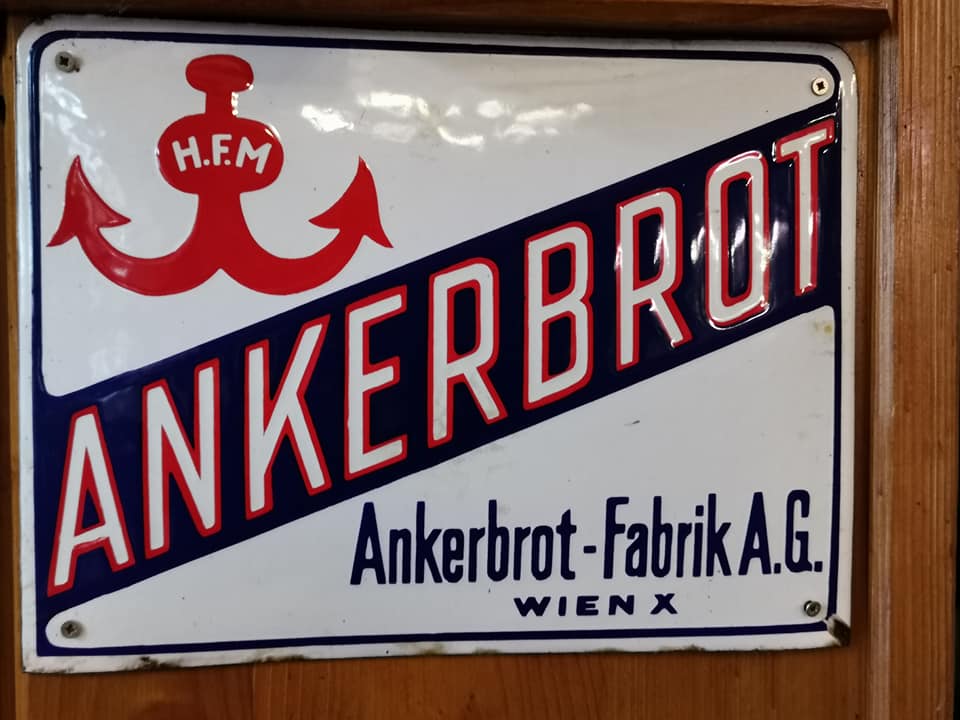 H.F.M
ANKERBROT
Ankerbrot-Fabrik A.G.
WIEN X